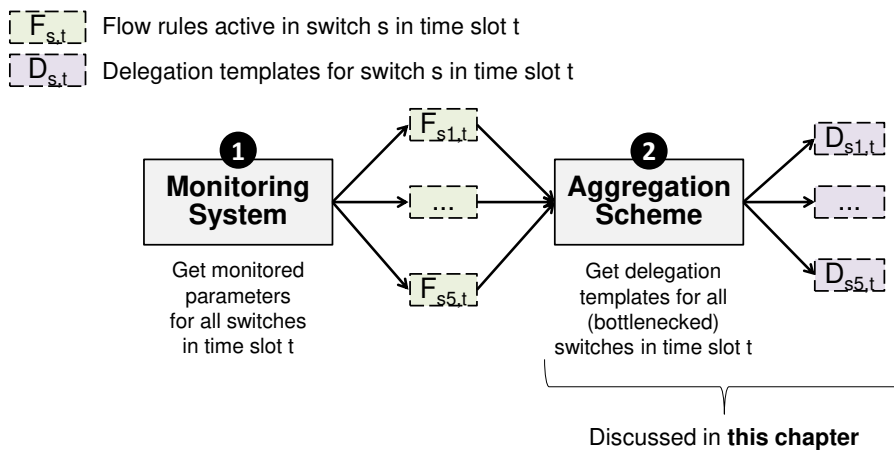 F_s,t Flow rules active in switch s in time slot t
D_s,t Delegation templates for switch s in time slot t
1
Monitoring
System
Get monitored
parameters
for all switches
in time slot t
F_s1,t
...
F_s5,t
2
Aggregation
Scheme
Get delegation
templates for all
(bottlenecked)
switches in time slot t
D_s1,t
...
D_s5,t
Discussed in this chapter